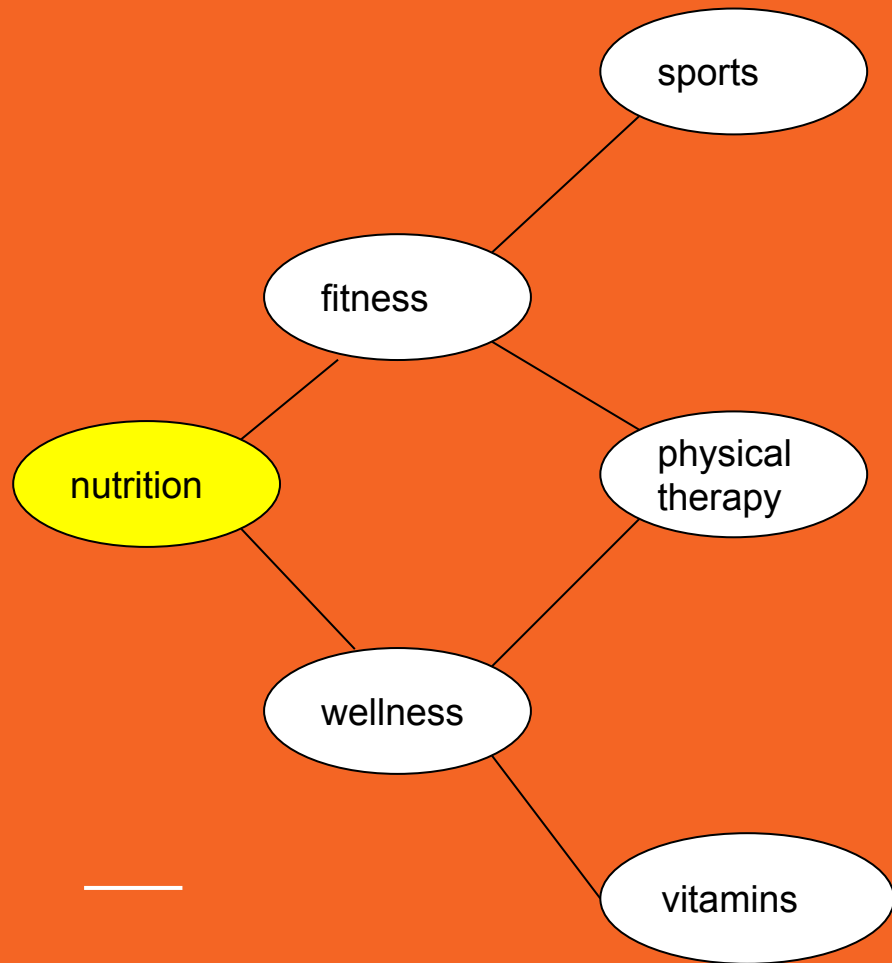 sports
fitness
physical
therapy
nutrition
wellness
vitamins